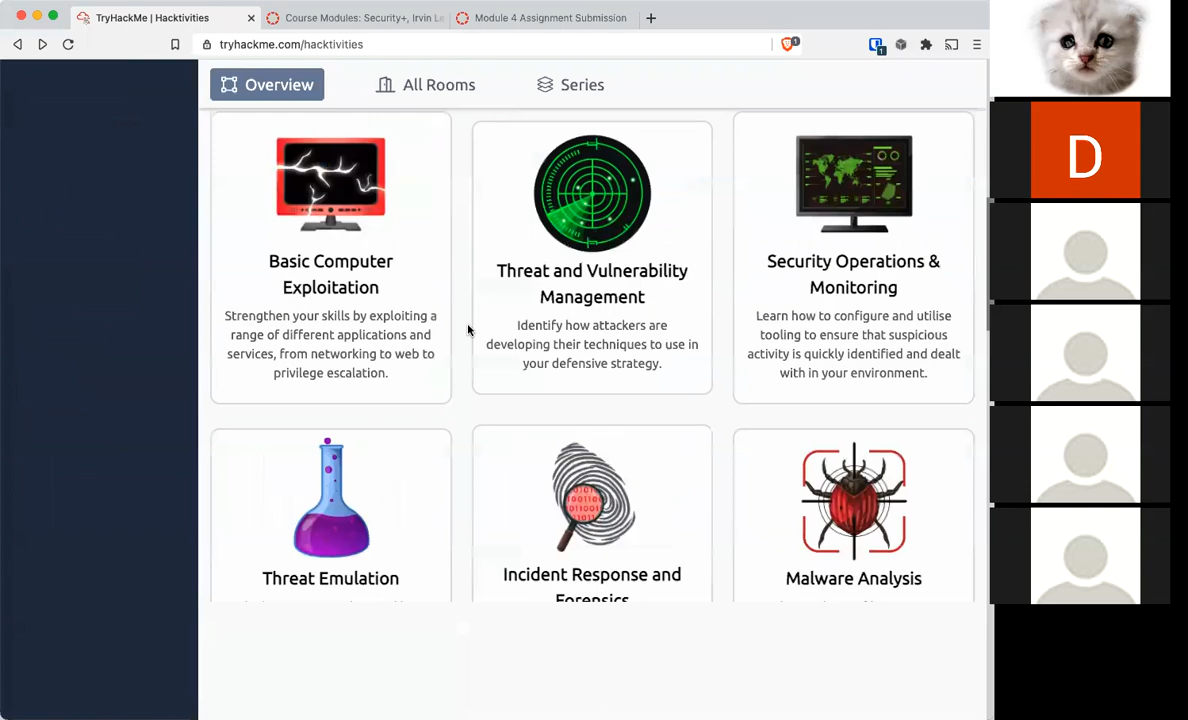 TryHackMe | Hacktivities
Course Modules: Security+, Irvin Le
Module 4 Assignment Submission
tryhackme.com/hacktivities
1
1
Overview
All Rooms
Series
Basic Computer
Exploitation
Strengthen your skills by exploiting a
range of different applications and
services, from networking to web to
privilege escalation.
Threat and Vulnerability
Management
Identify how attackers are
developing their techniques to use in
your defensive strategy.
Security Operations &
Monitoring
Learn how to configure and utilise
tooling to ensure that suspicious
activity is quickly identified and dealt
with in your environment.
Threat Emulation
Incident Response and
Forensics
Malware Analysis
D